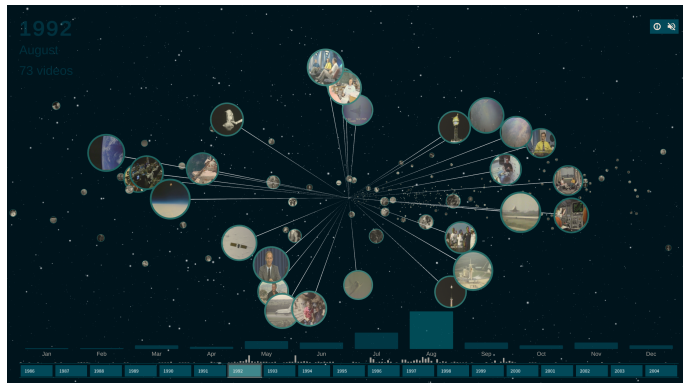 1992
August
73 videos
Jan Feb Mar Apr May Jun Jul Aug Sep Oct Nov Dec
1986 1987 1988 1989 1990 1991 1992 1993 1994 1995 1996 1997 1998 1999 2000 2001 2002 2003 2004